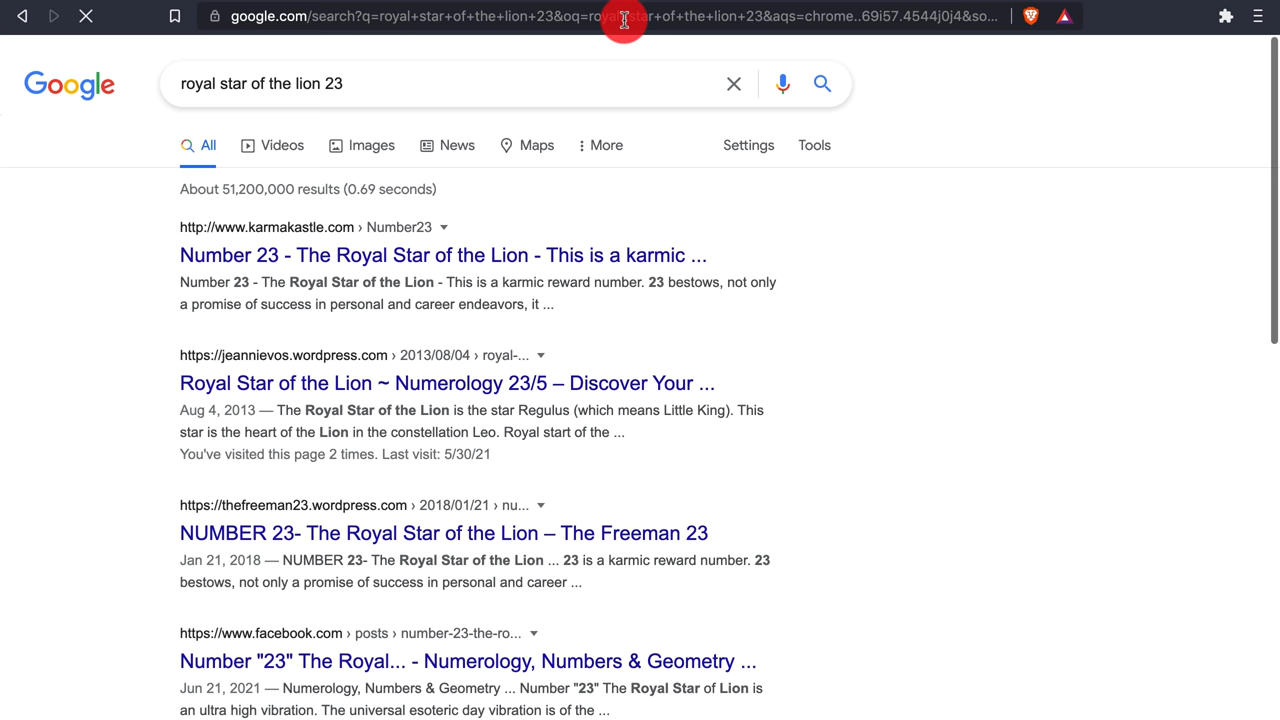 google.com/search?q=royal+star+of+the+lion+23&oq=royal+star+of+the+lion+23&aqs=chrome..69i57.4544j0j4&so...
Google
royal star of the lion 23
All Videos Images News Maps More Settings Tools
About 51,200,000 results (0.69 seconds)
http://www.karmakastle.com › Number23
Number 23 - The Royal Star of the Lion - This is a karmic ...
Number 23 - The Royal Star of the Lion - This is a karmic reward number. 23 bestows, not only
a promise of success in personal and career endeavors, it ...
https://jeannievos.wordpress.com › 2013/08/04 › royal-...
Royal Star of the Lion ~ Numerology 23/5 – Discover Your ...
Aug 4, 2013 — The Royal Star of the Lion is the star Regulus (which means Little King). This
star is the heart of the Lion in the constellation Leo. Royal start of the ...
You've visited this page 2 times. Last visit: 5/30/21
https://thefreeman23.wordpress.com › 2018/01/21 › nu...
NUMBER 23- The Royal Star of the Lion – The Freeman 23
Jan 21, 2018 — NUMBER 23- The Royal Star of the Lion ... 23 is a karmic reward number. 23
bestows, not only a promise of success in personal and career ...
https://www.facebook.com › posts › number-23-the-ro...
Number "23" The Royal... - Numerology, Numbers & Geometry ...
Jun 21, 2021 — Numerology, Numbers & Geometry ... Number "23" The Royal Star of Lion is
an ultra high vibration. The universal esoteric day vibration is of the ...